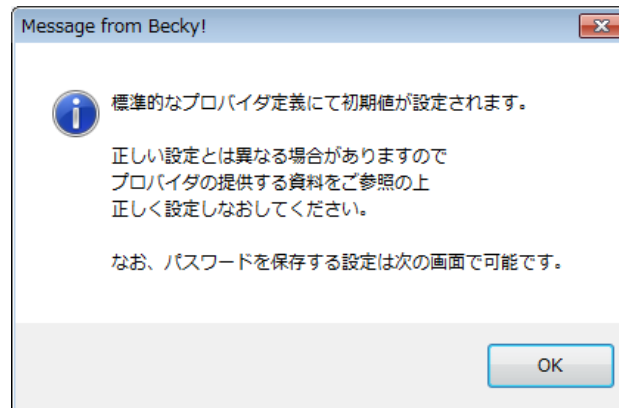 Message from Becky!
標準的なプロバイダ定義にて初期値が設定されます。
正しい設定とは異なる場合がありますので
プロバイダの提供する資料をご参照の上
正しく設定しなおしてください。
なお、パスワードを保存する設定は次の画面で可能です。
OK